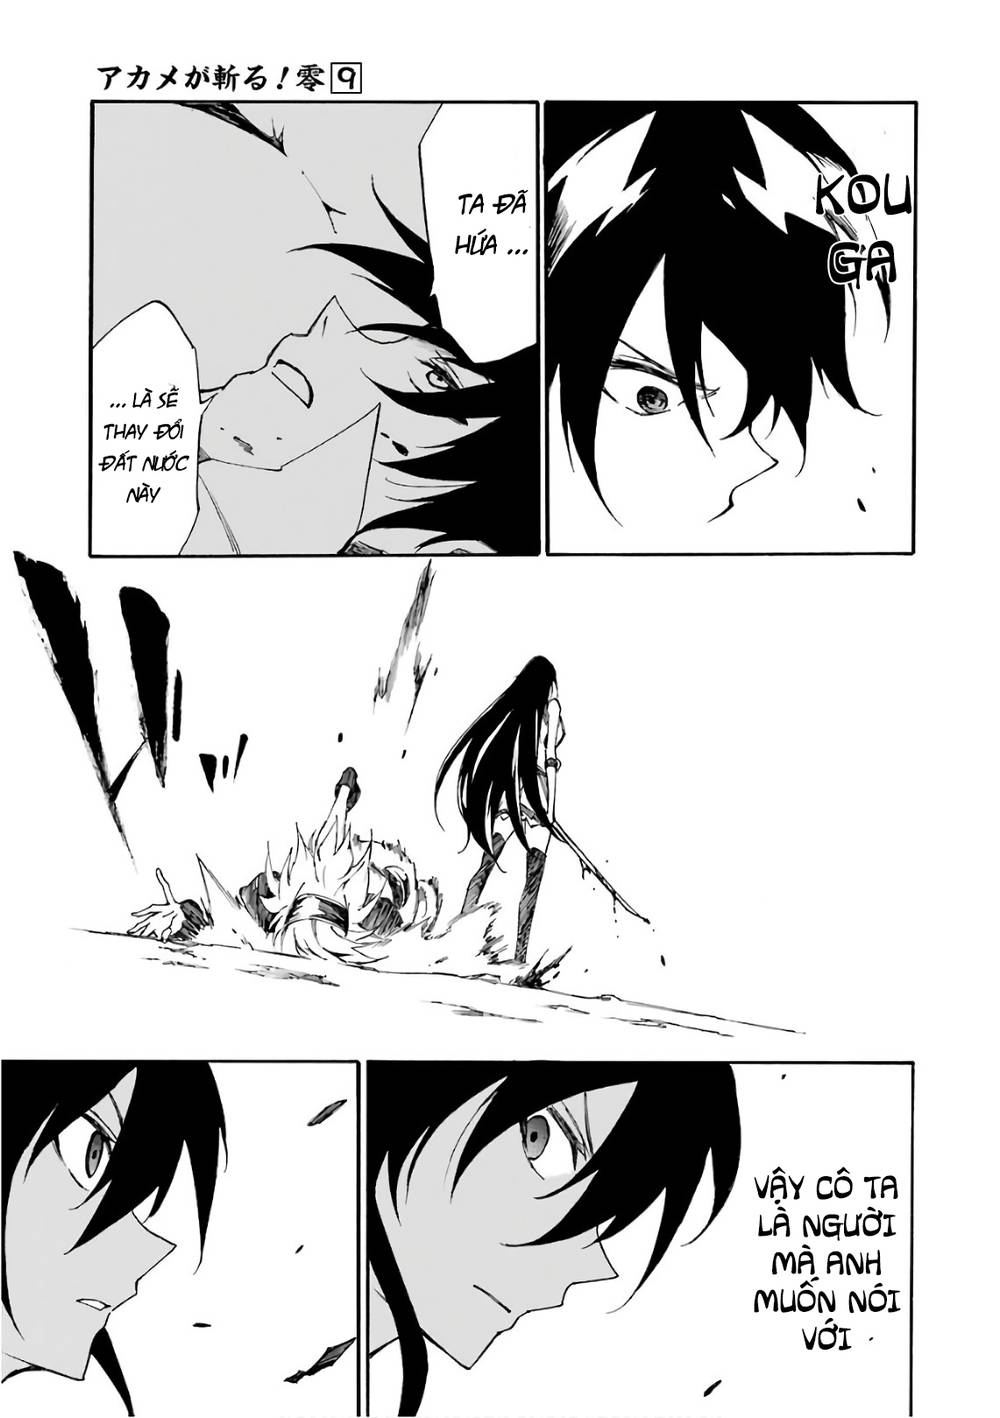 アカメが斬る！零 9
KOU
GA
TA ĐÃ
HỨA ...
... LÀ SẼ
THAY ĐỔI
ĐẤT NƯỚC
NÀY
VẬY CÔ TA
LÀ NGƯỜI
MÀ ANH
MUỐN NÓI
VỚI